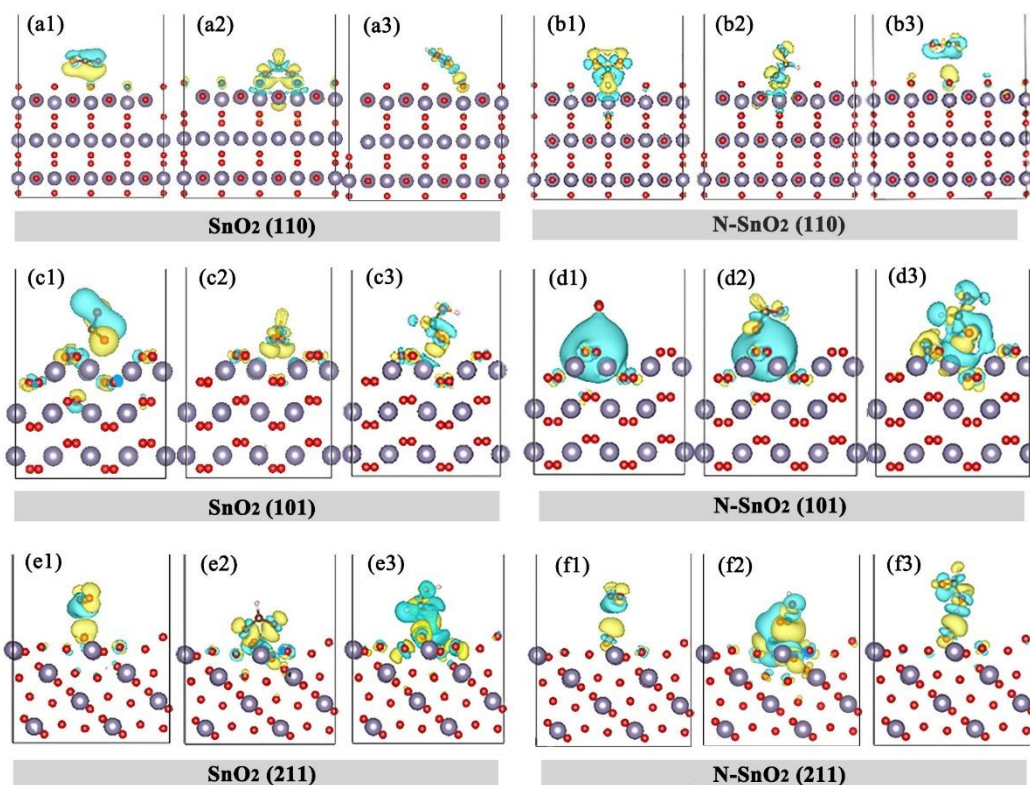 (a1) (a2) (a3) (b1) (b2) (b3)
SnO2 (110) N-SnO2 (110)
(c1) (c2) (c3) (d1) (d2) (d3)
SnO2 (101) N-SnO2 (101)
(e1) (e2) (e3) (f1) (f2) (f3)
SnO2 (211) N-SnO2 (211)